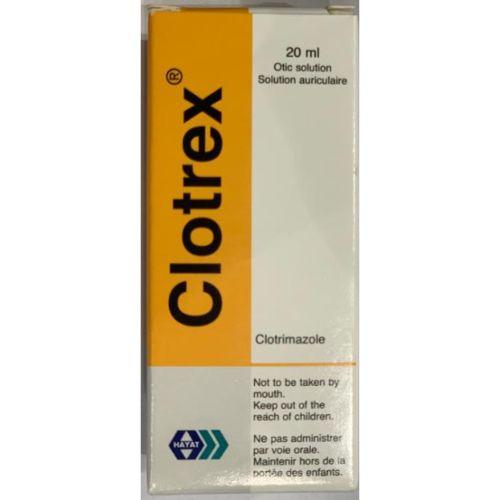 Clotrex®
20 ml
Otic solution
Solution auriculaire
Clotrimazole
Not to be taken by
mouth.
Keep out of the
reach of children.
Ne pas administrer
par voie orale.
Maintenir hors de la
portée des enfants.
HAYAT